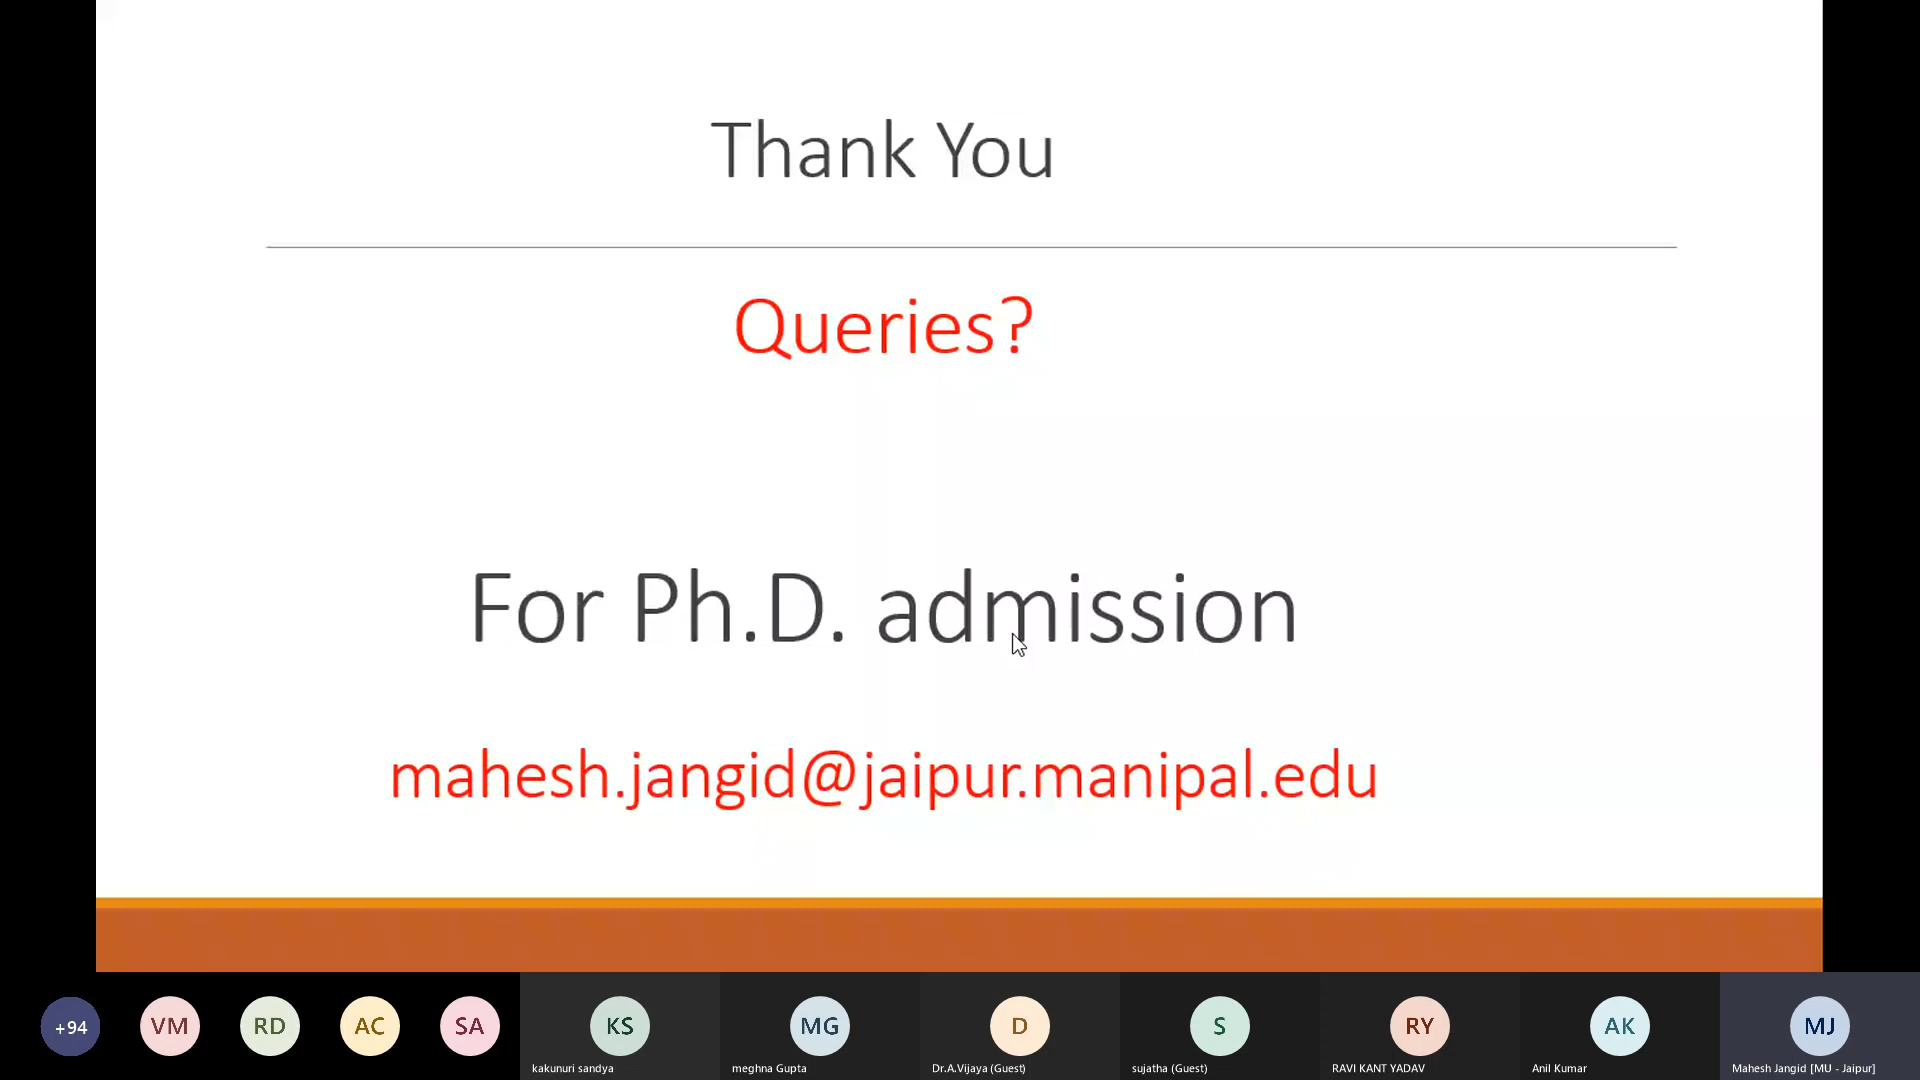 Thank You
Queries?
For Ph.D. admission
mahesh.jangid@jaipur.manipal.edu
+94
VM
RD
AC
SA
KS
MG
D
S
RY
AK
MJ
kakunuri sandya
meghna Gupta
Dr.A.Vijaya (Guest)
sujatha (Guest)
RAVI KANT YADAV
Anil Kumar
Mahesh Jangid [MU - Jaipur]